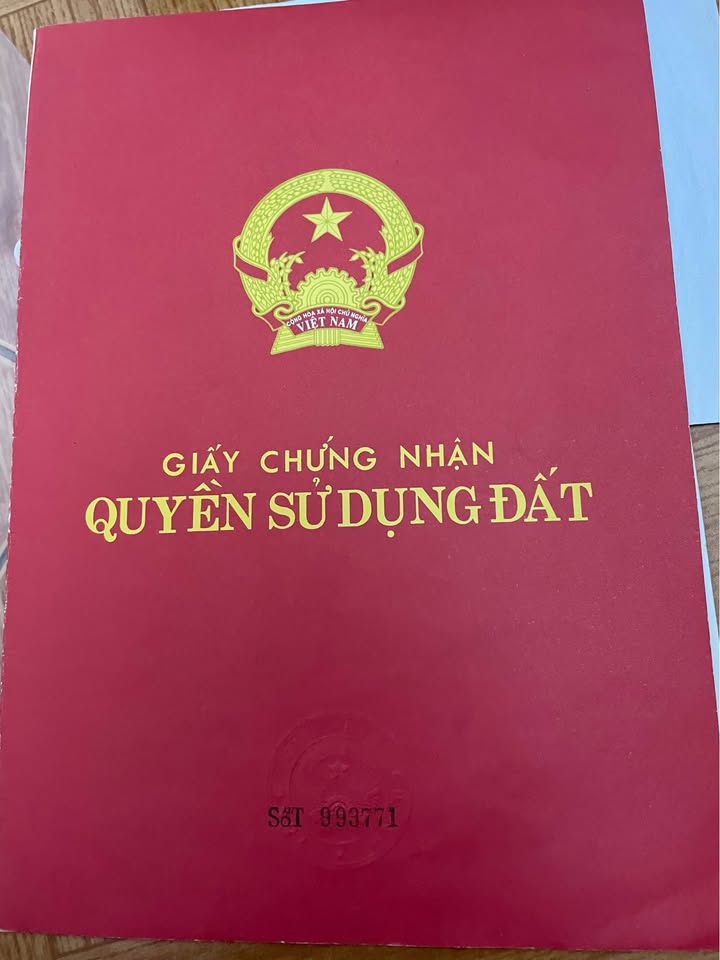 CỘNG HÒA XÃ HỘI CHỦ NGHĨA
VIỆT NAM
GIẤY CHỨNG NHẬN
QUYỀN SỬ DỤNG ĐẤT
SốT 993771